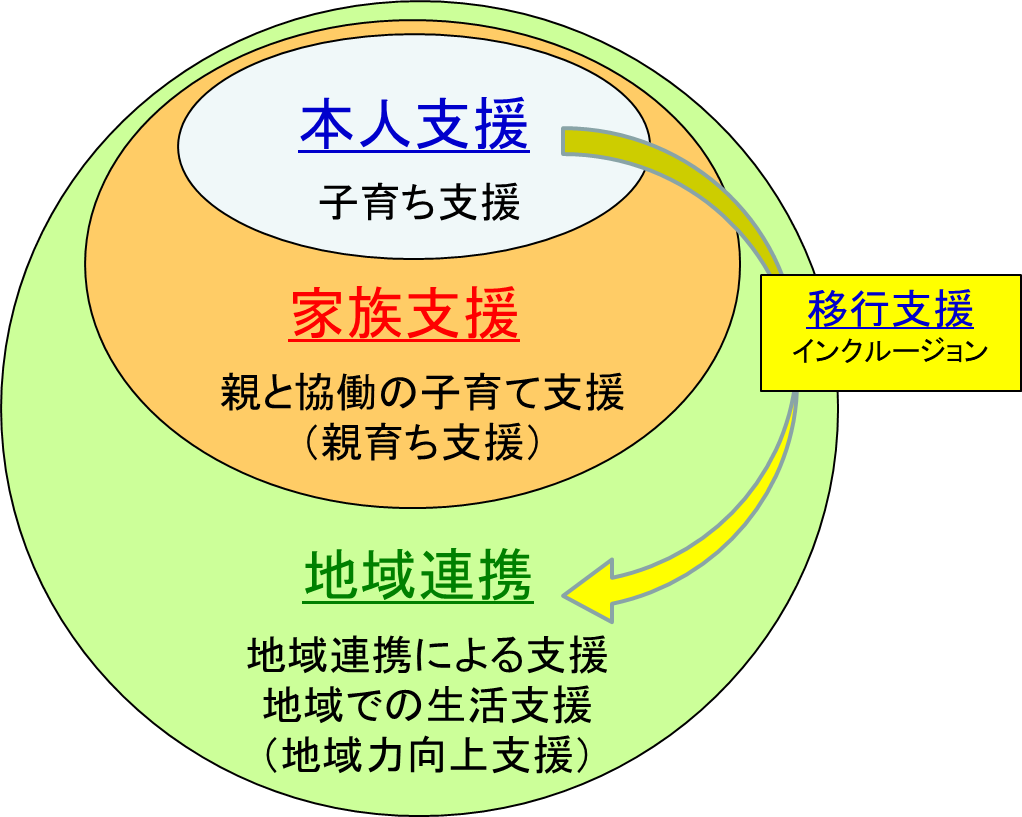 本人支援
子育ち支援
家族支援
親と協働の子育て支援
（親育ち支援）
移行支援
インクルージョン
地域連携
地域連携による支援
地域での生活支援
（地域力向上支援）